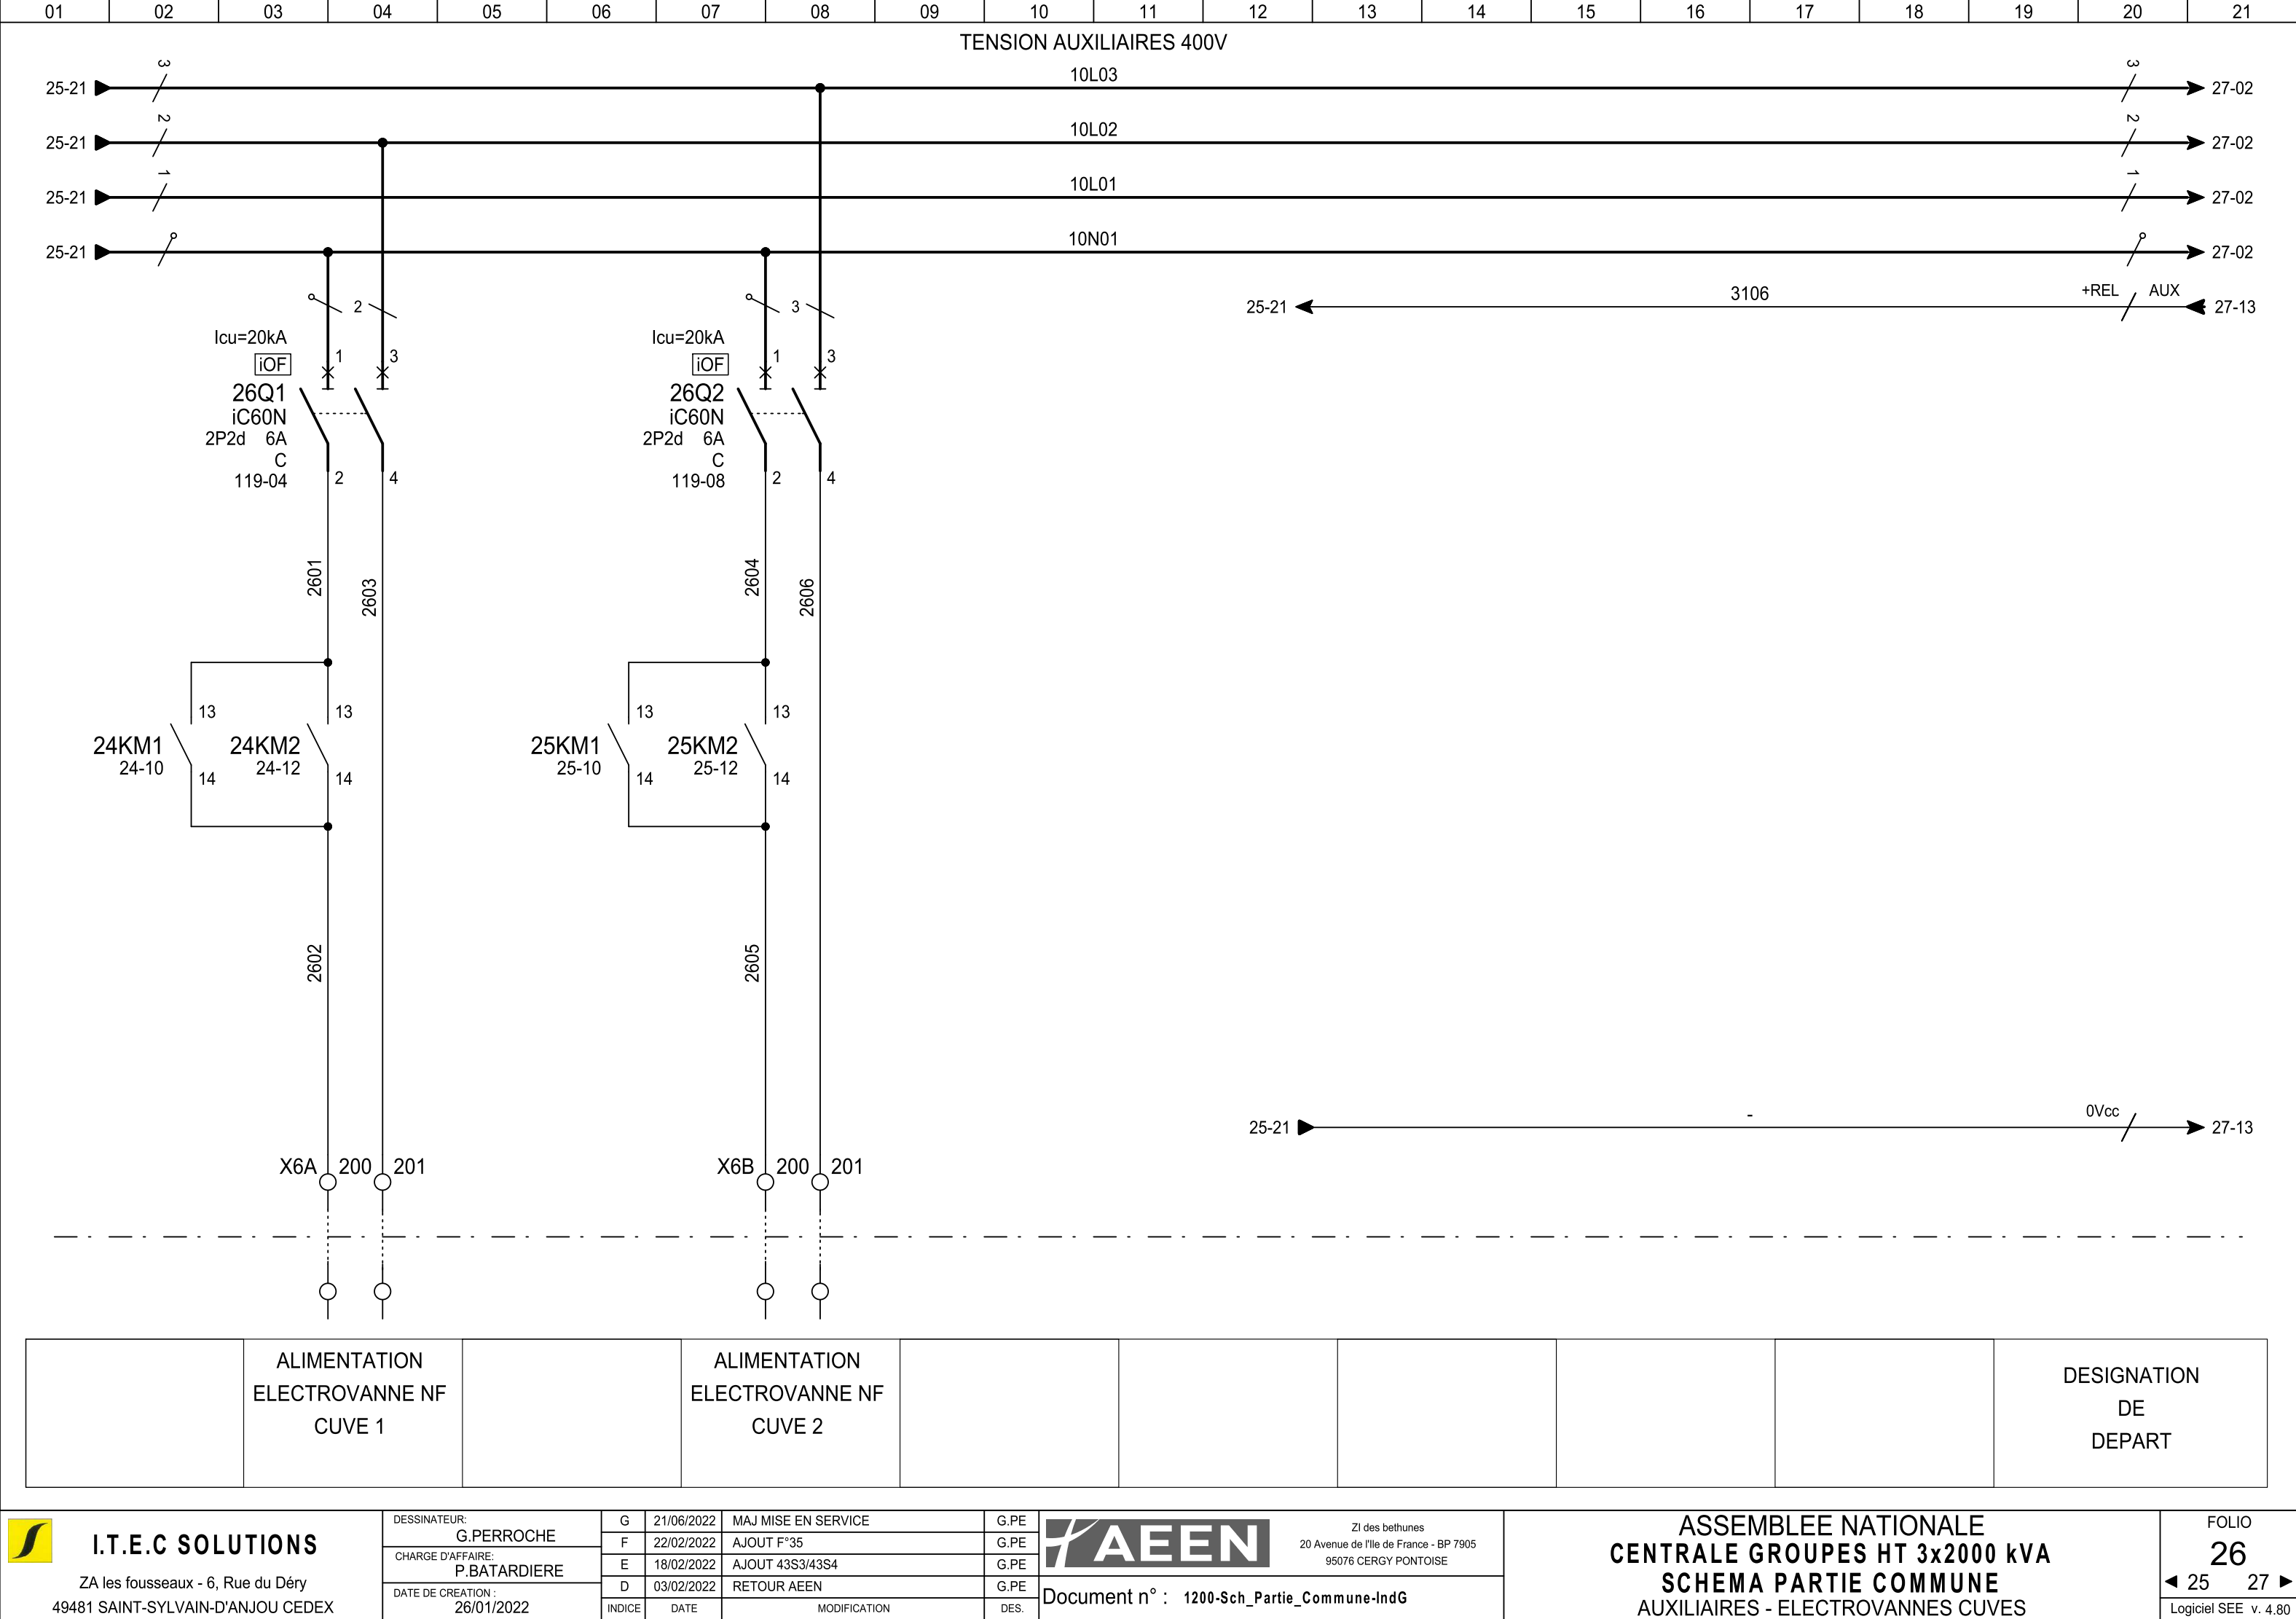 01 02 03 04 05 06 07 08 09 10 11 12 13 14 15 16 17 18 19 20 21
TENSION AUXILIAIRES 400V
25-21 3 10L03 3 27-02
25-21 2 10L02 2 27-02
25-21 1 10L01 1 27-02
25-21 10N01 27-02
2 3
25-21 3106 +REL AUX 27-13
Icu=20kA Icu=20kA
iOF 1 3 iOF 1 3
26Q1 26Q2
iC60N iC60N
2P2d 6A 2P2d 6A
C C
119-04 2 4 119-08 2 4
2601 2603 2604 2606
13 13 13 13
24KM1 24KM2 25KM1 25KM2
24-10 24-12 25-10 25-12
14 14 14 14
2602 2605
25-21 - 0Vcc 27-13
X6A 200 201 X6B 200 201
ALIMENTATION
ELECTROVANNE NF
CUVE 1
ALIMENTATION
ELECTROVANNE NF
CUVE 2
DESIGNATION
DE
DEPART
I.T.E.C SOLUTIONS
ZA les fousseaux - 6, Rue du Déry
49481 SAINT-SYLVAIN-D'ANJOU CEDEX
DESSINATEUR:
G.PERROCHE
CHARGE D'AFFAIRE:
P.BATARDIERE
DATE DE CREATION :
26/01/2022
G 21/06/2022 MAJ MISE EN SERVICE G.PE
F 22/02/2022 AJOUT F°35 G.PE
E 18/02/2022 AJOUT 43S3/43S4 G.PE
D 03/02/2022 RETOUR AEEN G.PE
INDICE DATE MODIFICATION DES.
AEEN
ZI des bethunes
20 Avenue de l'Ile de France - BP 7905
95076 CERGY PONTOISE
Document n° : 1200-Sch_Partie_Commune-IndG
ASSEMBLEE NATIONALE
CENTRALE GROUPES HT 3x2000 kVA
SCHEMA PARTIE COMMUNE
AUXILIAIRES - ELECTROVANNES CUVES
FOLIO
26
25 27
Logiciel SEE v. 4.80